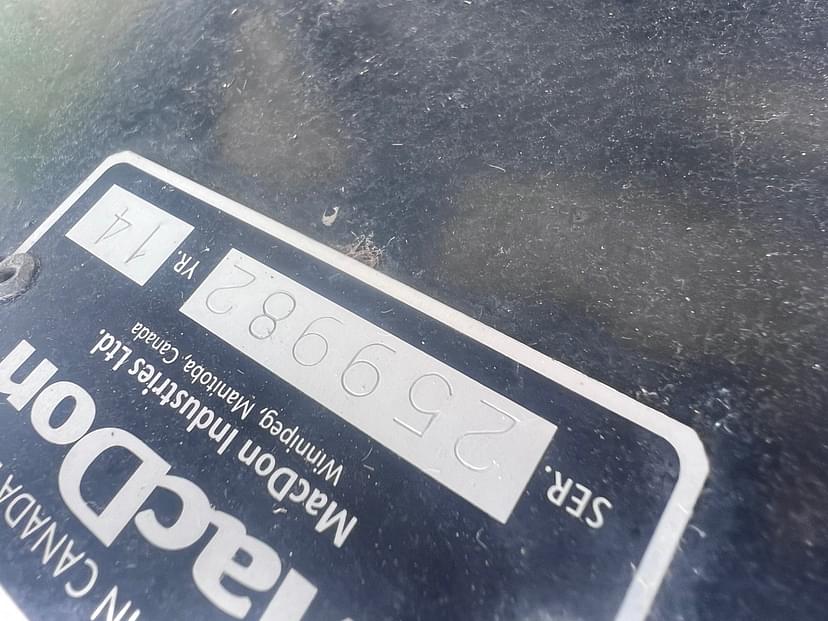 IN CANADA
MacDon
MacDon Industries Ltd.
Winnipeg, Manitoba, Canada
SER. 259982 YR. 14